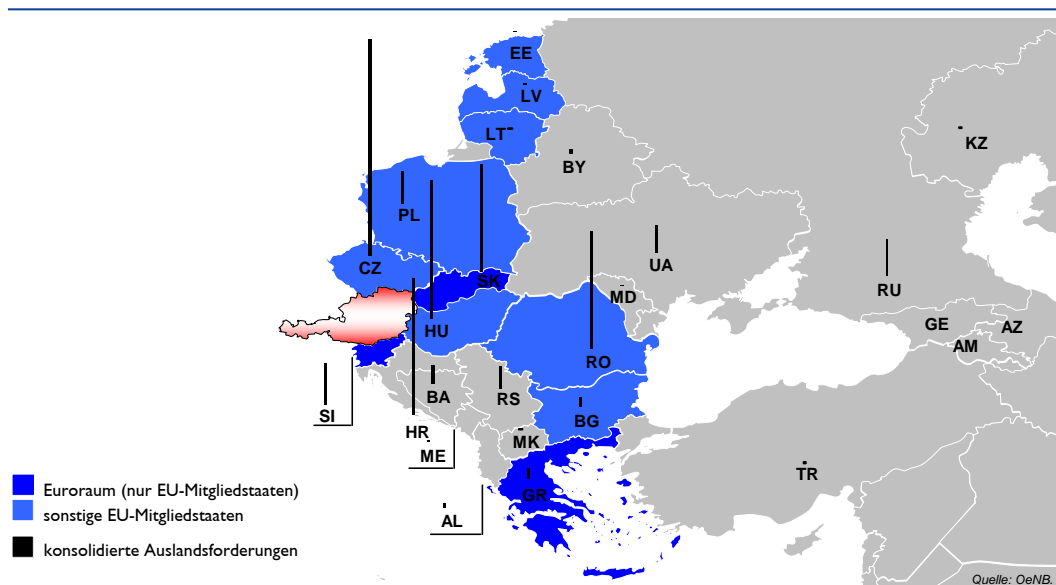 EE
LV
LT
BY
KZ
PL
CZ
SK
UA
MD
RU
HU
GE
AZ
AM
RO
BA
RS
SI
BG
HR
MK
ME
TR
GR
AL
Euroraum (nur EU-Mitgliedstaaten)
sonstige EU-Mitgliedstaaten
konsolidierte Auslandsforderungen
Quelle: OeNB.